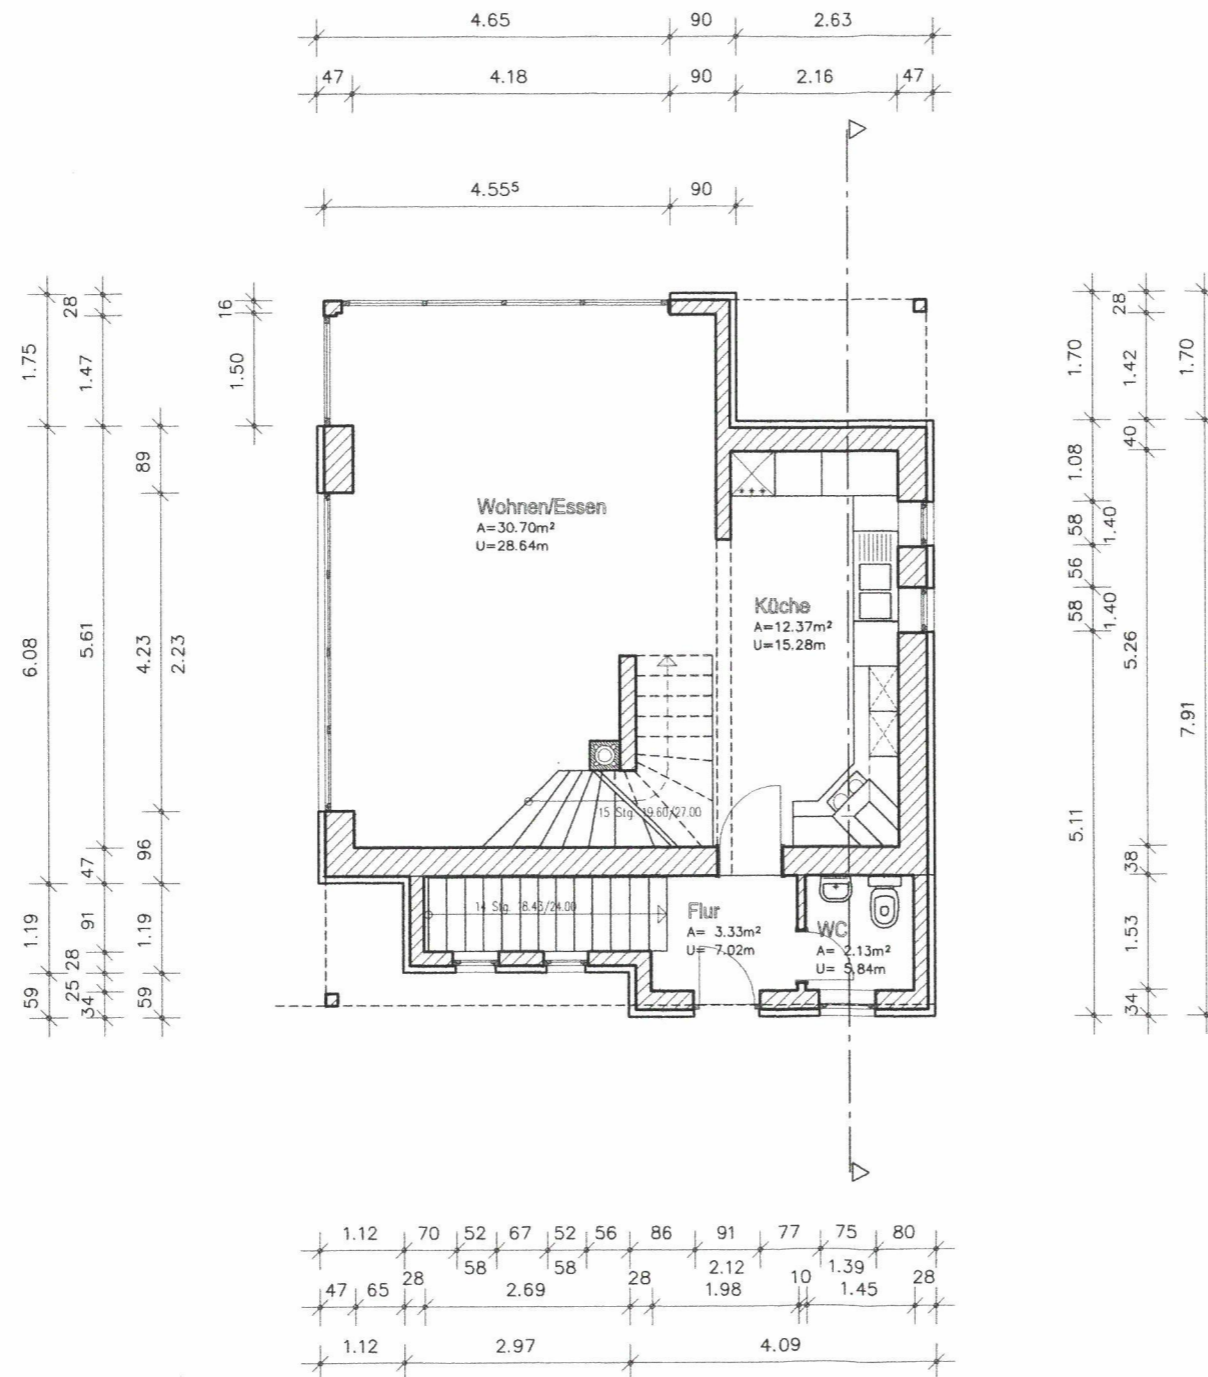 4.65 90 2.63
47 4.18 90 2.16 47
4.55⁵ 90
28
1.75
1.47
16
1.50
89
6.08
5.61
4.23
2.23
47
96
1.19
91
1.19
28
59
25
34
59
28
1.70
1.42
1.70
40
1.08
58
1.40
56
58
1.40
5.26
7.91
5.11
38
1.53
34
Wohnen/Essen
A=30.70m²
U=28.64m
Küche
A=12.37m²
U=15.28m
15 Stg. 19.60/27.00
14 Stg. 18.43/24.00
Flur
A= 3.33m²
U= 7.02m
WC
A= 2.13m²
U= 5.84m
1.12 70 52 67 52 56 86 91 77 75 80
58 58 2.12 1.39
47 65 28 2.69 28 1.98 10 1.45 28
1.12 2.97 4.09